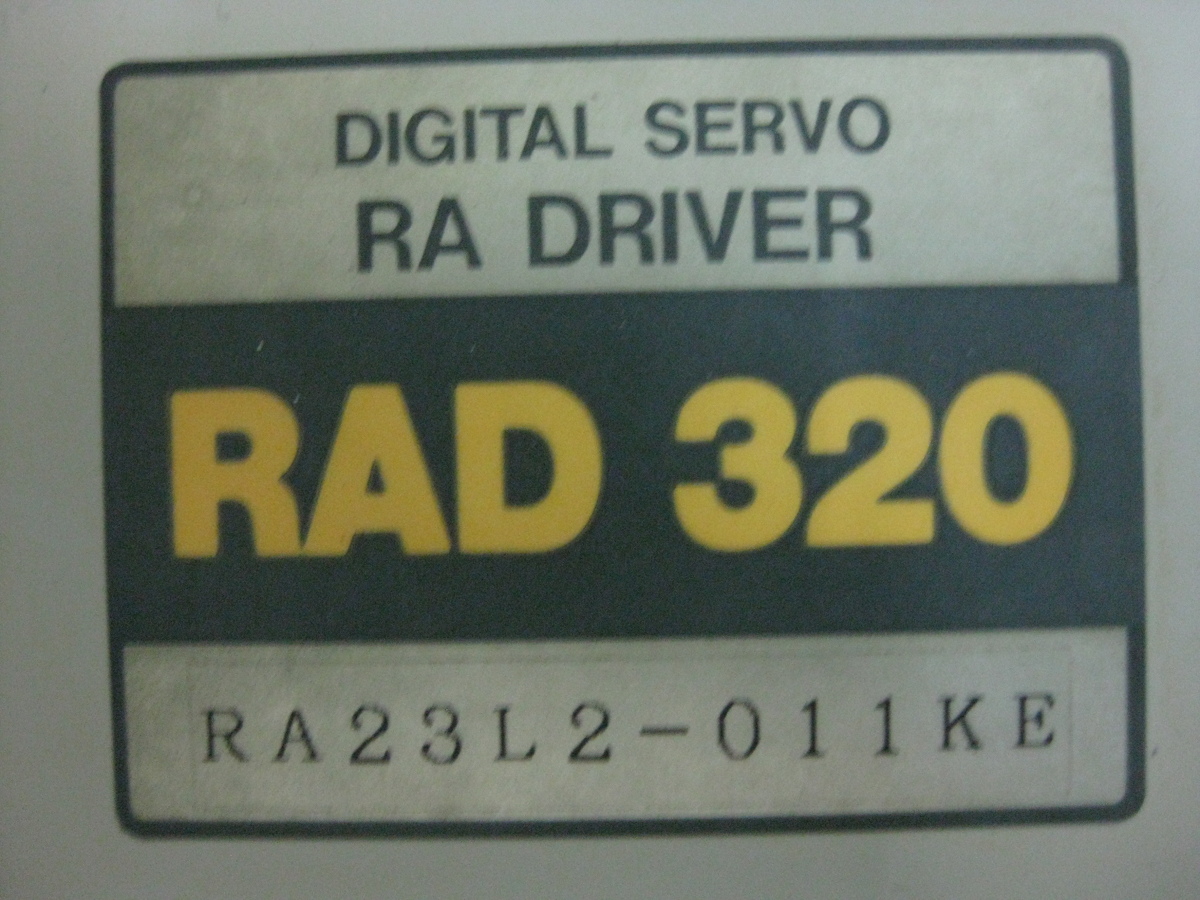 DIGITAL SERVO
RA DRIVER
RAD 320
RA23L2-011KE